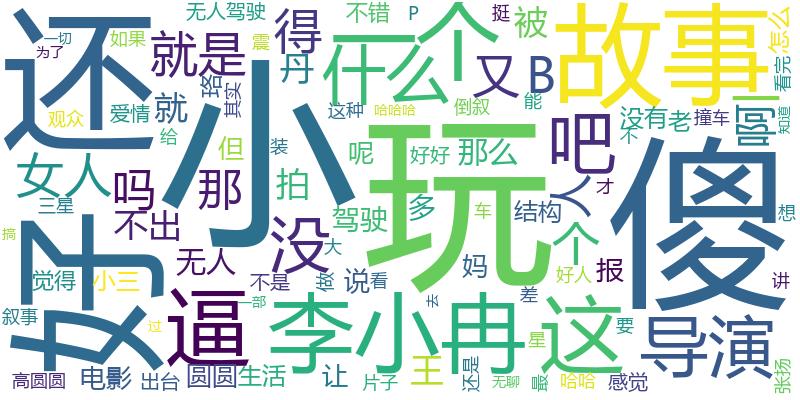 还
小
好
玩
傻
故事
个
什么
李小冉
这
逼
导演
没
吧
就是
得
又
B
那
吗
女人
不出
拍
丹
珞
震
其实
但
装
就
给
爱情
观众
无人驾驶
如果
一切
为了
不错
P
挺
被
怎么
看完
知道
啊
没有
老
撞车
不
能
倒叙
哈哈哈
这种
呢
好好
那么
驾驶
多
结构
人
才
个
想
车
三星
搞
觉得
小三
叙事
无人
不是
大
做
说
看
妈
去
差
好人
报
讲
过
一部
高圆圆
电影
出台
圆圆
生活
让
片子
王
还是
无聊
星
最
要
哈哈
感觉
张扬